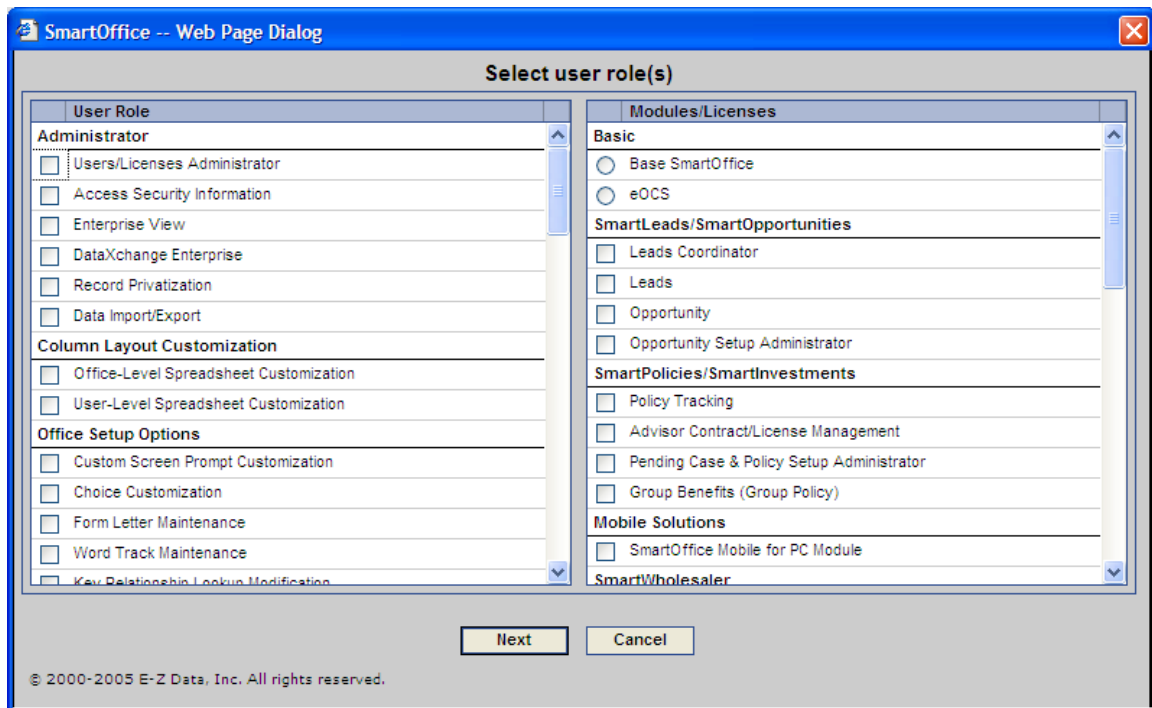 SmartOffice -- Web Page Dialog
Select user role(s)
User Role
Administrator
Users/Licenses Administrator
Access Security Information
Enterprise View
DataXchange Enterprise
Record Privatization
Data Import/Export
Column Layout Customization
Office-Level Spreadsheet Customization
User-Level Spreadsheet Customization
Office Setup Options
Custom Screen Prompt Customization
Choice Customization
Form Letter Maintenance
Word Track Maintenance
Key Relationship Lookup Modification
Modules/Licenses
Basic
Base SmartOffice
eOCS
SmartLeads/SmartOpportunities
Leads Coordinator
Leads
Opportunity
Opportunity Setup Administrator
SmartPolicies/SmartInvestments
Policy Tracking
Advisor Contract/License Management
Pending Case & Policy Setup Administrator
Group Benefits (Group Policy)
Mobile Solutions
SmartOffice Mobile for PC Module
SmartWholesaler
Next
Cancel
© 2000-2005 E-Z Data, Inc. All rights reserved.